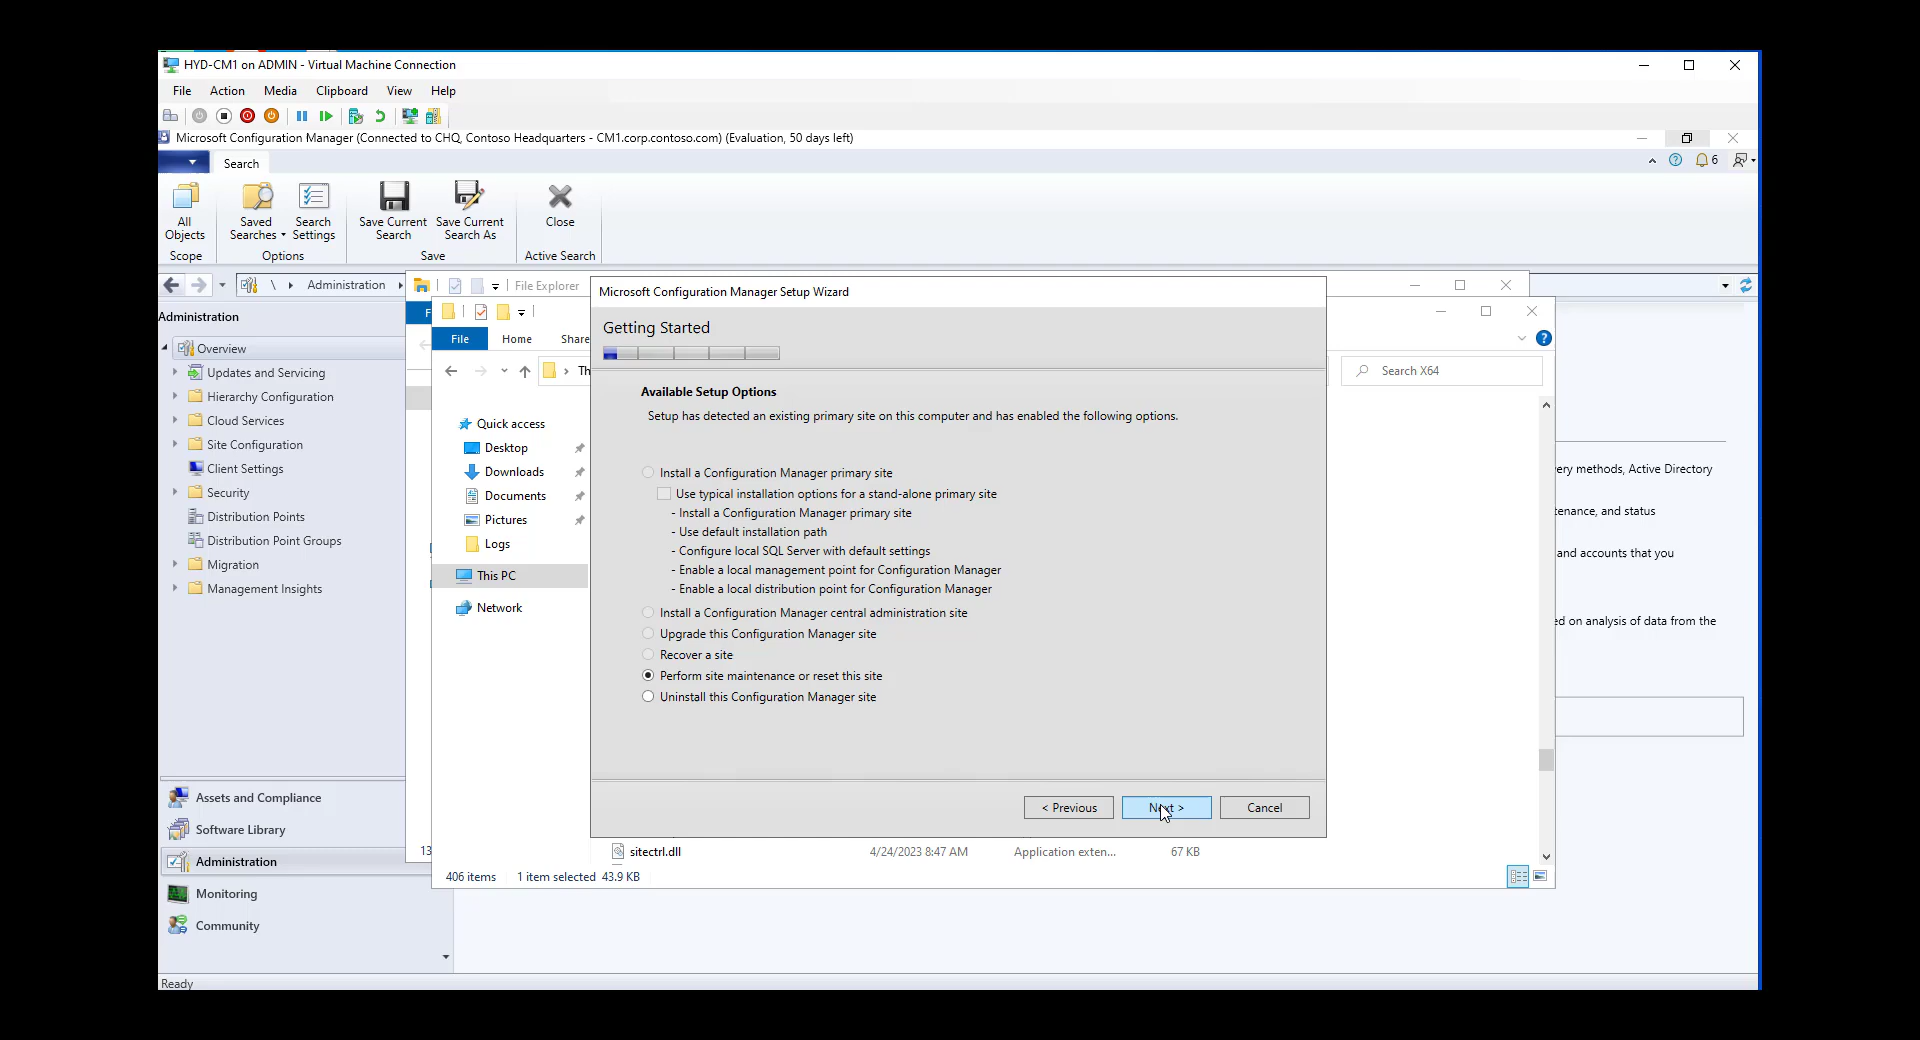 HYD-CM1 on ADMIN - Virtual Machine Connection
File Action Media Clipboard View Help
Microsoft Configuration Manager (Connected to CHQ, Contoso Headquarters - CM1.corp.contoso.com) (Evaluation, 50 days left)
Search
6
All Objects
Saved Searches
Search Settings
Save Current Search
Save Current Search As
Close
Scope
Options
Save
Active Search
\ Administration
File Explorer
Administration
Overview
Updates and Servicing
Hierarchy Configuration
Cloud Services
Site Configuration
Client Settings
Security
Distribution Points
Distribution Point Groups
Migration
Management Insights
Assets and Compliance
Software Library
Administration
Monitoring
Community
Ready
F
File Home Share
Th
Search X64
Quick access
Desktop
Downloads
Documents
Pictures
Logs
This PC
Network
13
Microsoft Configuration Manager Setup Wizard
Getting Started
Available Setup Options
Setup has detected an existing primary site on this computer and has enabled the following options.
Install a Configuration Manager primary site
Use typical installation options for a stand-alone primary site
- Install a Configuration Manager primary site
- Use default installation path
- Configure local SQL Server with default settings
- Enable a local management point for Configuration Manager
- Enable a local distribution point for Configuration Manager
Install a Configuration Manager central administration site
Upgrade this Configuration Manager site
Recover a site
Perform site maintenance or reset this site
Uninstall this Configuration Manager site
< Previous Next > Cancel
sitectrl.dll 4/24/2023 8:47 AM Application exten... 67 KB
406 items 1 item selected 43.9 KB
ery methods, Active Directory
enance, and status
and accounts that you
ed on analysis of data from the